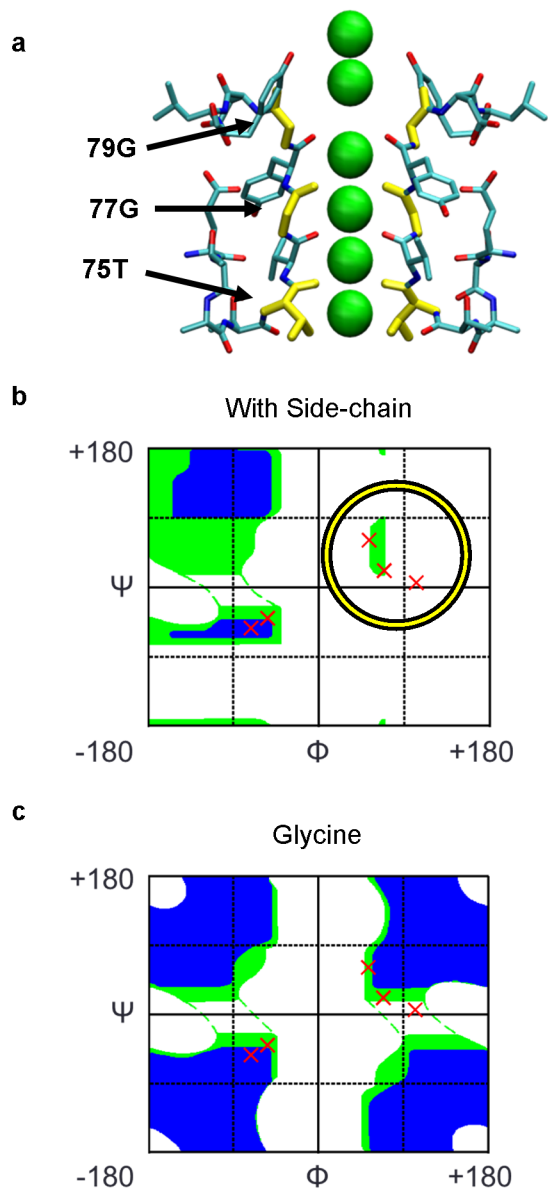 a
79G
77G
75T
b
With Side-chain
+180
Ψ
-180
Φ
+180
c
Glycine
+180
Ψ
-180
Φ
+180